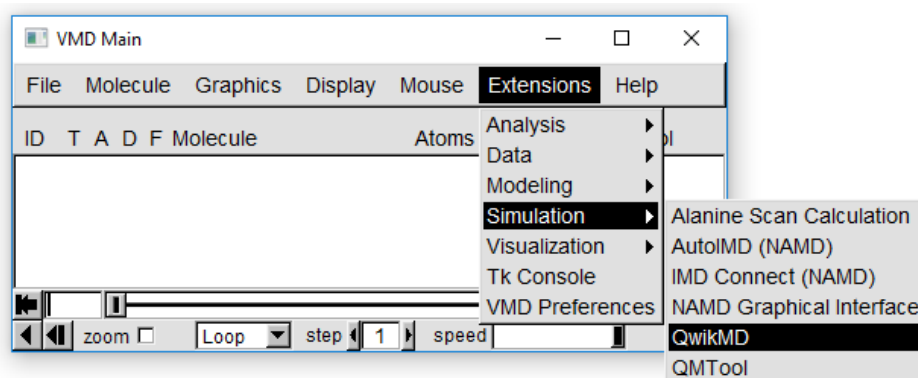 VMD Main
File Molecule Graphics Display Mouse Extensions Help
ID T A D F Molecule Atoms
Analysis
Data
Modeling
Simulation
Visualization
Tk Console
VMD Preferences
Alanine Scan Calculation
AutoIMD (NAMD)
IMD Connect (NAMD)
NAMD Graphical Interface
QwikMD
QMTool
zoom Loop step 1 speed